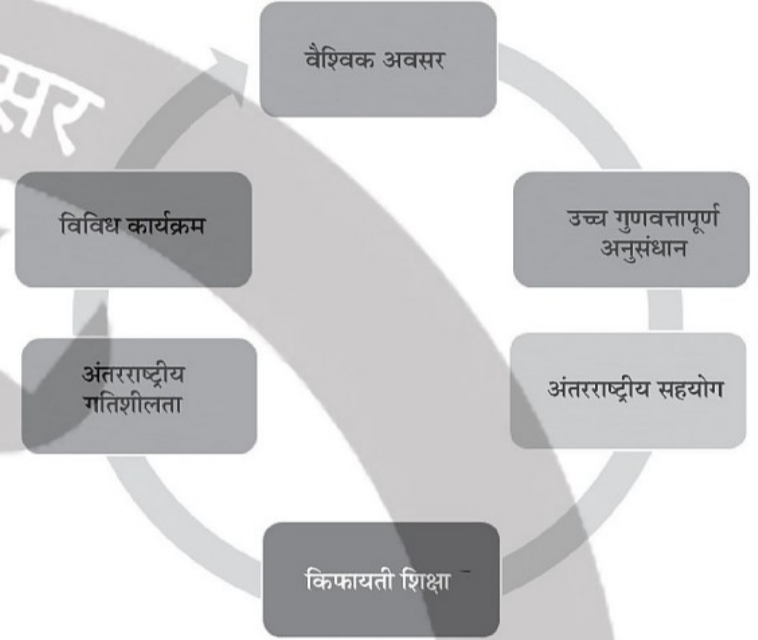 वैश्विक अवसर
उच्च गुणवत्तापूर्ण
अनुसंधान
अंतरराष्ट्रीय सहयोग
किफायती शिक्षा
अंतरराष्ट्रीय
गतिशीलता
विविध कार्यक्रम